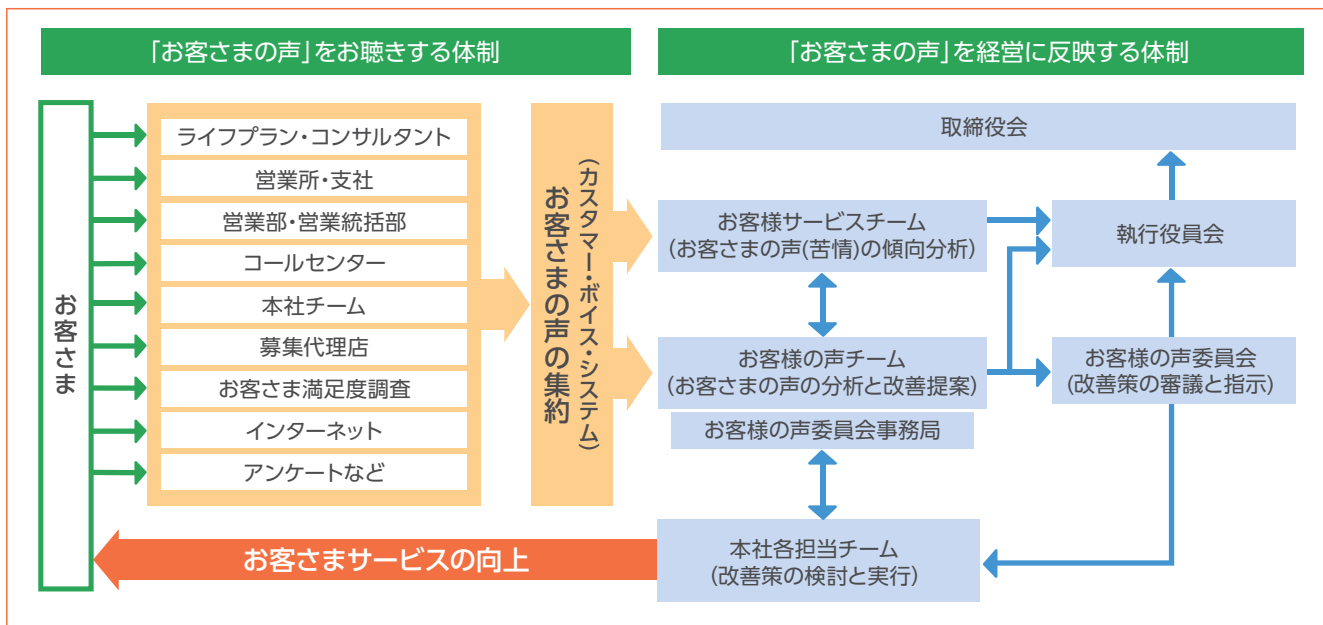 「お客さまの声」をお聴きする体制
「お客さまの声」を経営に反映する体制
お客さま
ライフプラン・コンサルタント
営業所・支社
営業部・営業統括部
コールセンター
本社チーム
募集代理店
お客さま満足度調査
インターネット
アンケートなど
お客さまの声の集約
(カスタマー・ボイス・システム)
取締役会
お客様サービスチーム
(お客さまの声(苦情)の傾向分析)
執行役員会
お客様の声チーム
(お客さまの声の分析と改善提案)
お客様の声委員会
(改善策の審議と指示)
お客様の声委員会事務局
本社各担当チーム
(改善策の検討と実行)
お客さまサービスの向上